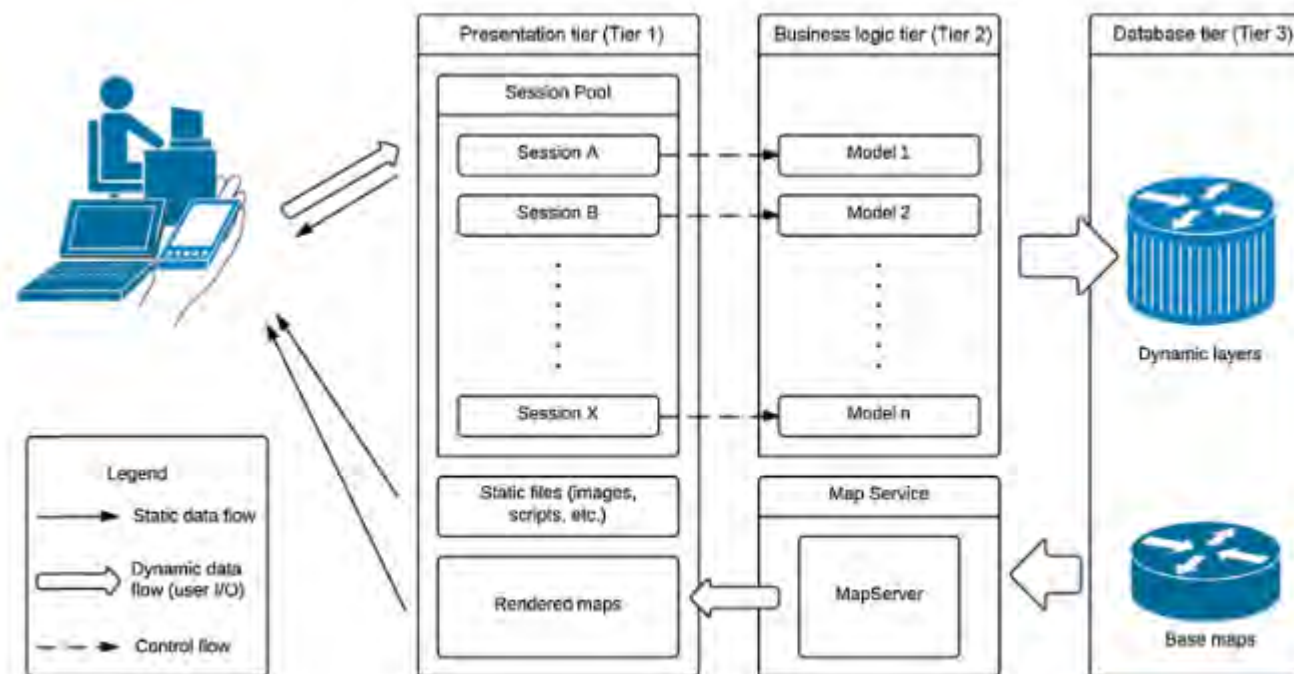 Presentation tier (Tier 1)
Business logic tier (Tier 2)
Database tier (Tier 3)
Session Pool
Session A
Model 1
Session B
Model 2
Dynamic layers
Session X
Model n
Legend
Static data flow
Dynamic data
flow (user I/O)
Control flow
Static files (images,
scripts, etc.)
Map Service
Rendered maps
MapServer
Base maps